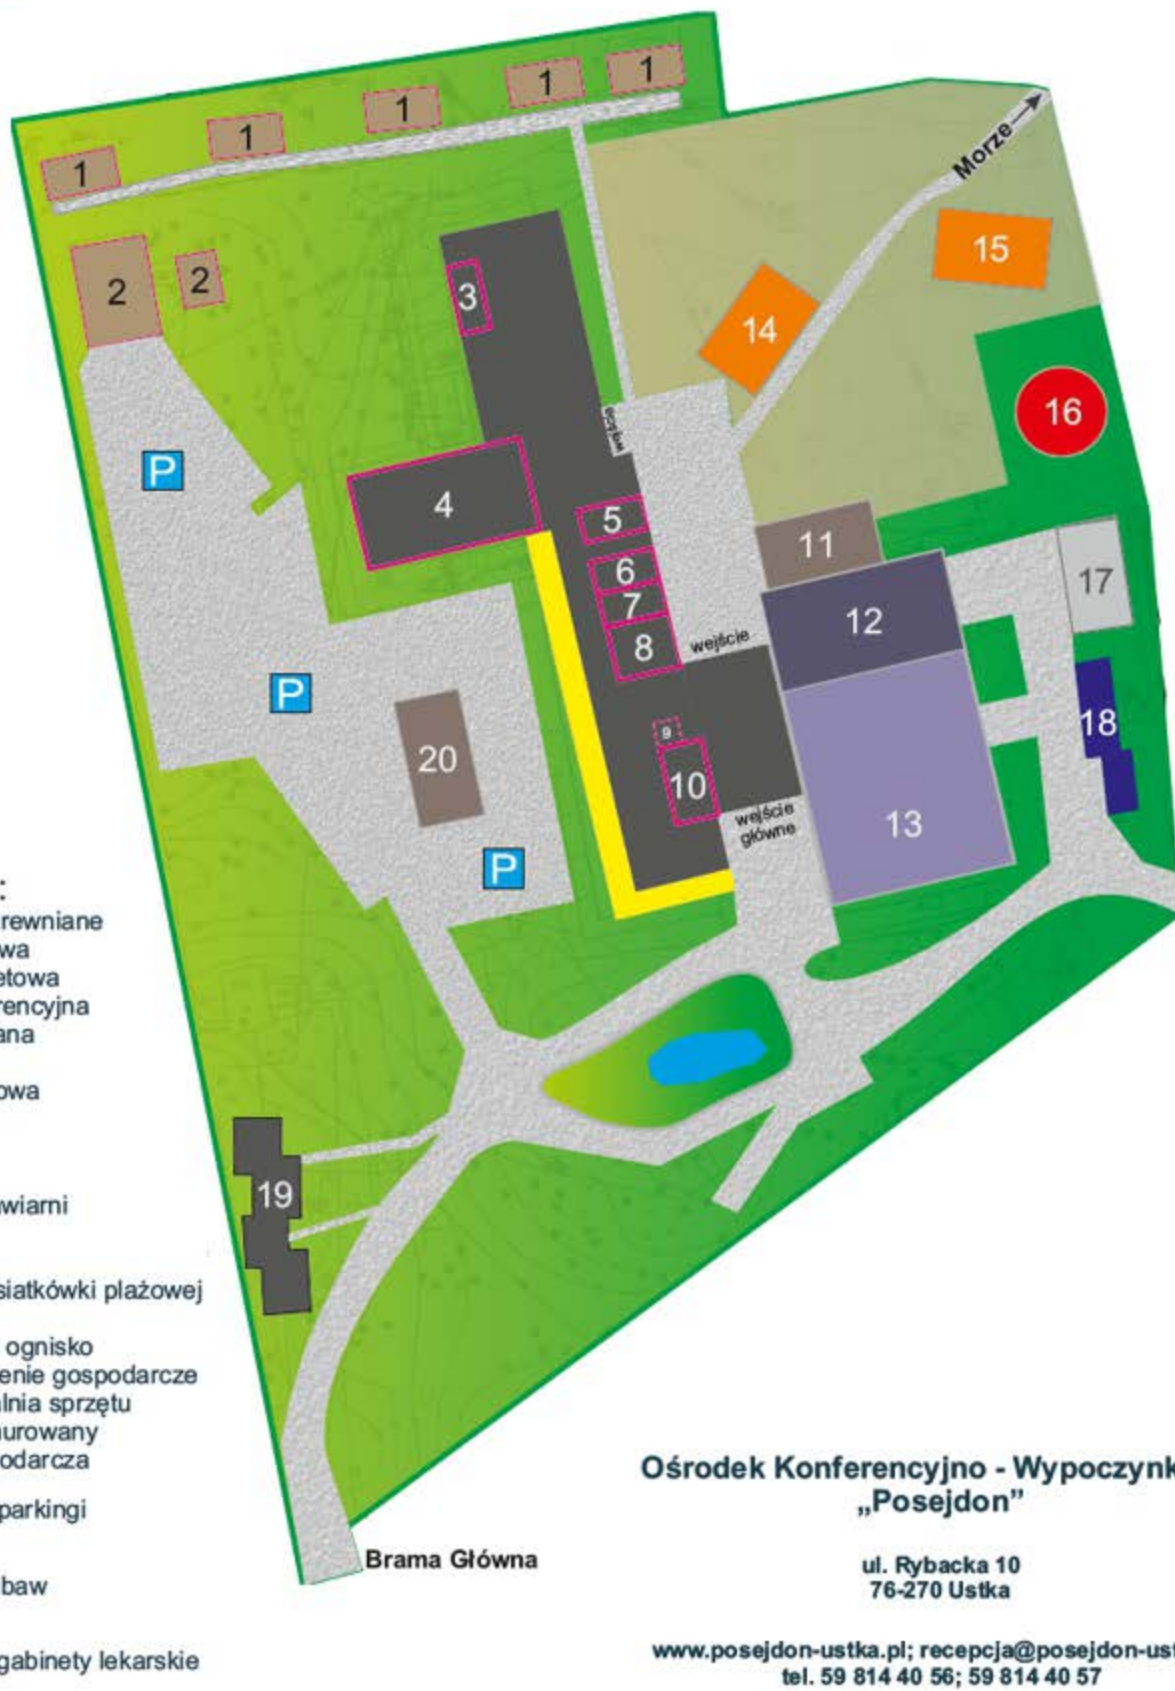 1
1
1
1
1
Morze
2
2
3
15
14
16
P
4
5
11
6
17
7
12
8
wejście
18
P
9
20
10
wejście
główne
13
P
:
rewniane
wa
etowa
rencyjna
ana
owa
wiarni
siatkówki plażowej
ognisko
enie gospodarcze
lnia sprzętu
urowany
odarcza
parkingi
baw
gabinety lekarskie
19
Brama Główna
Ośrodek Konferencyjno - Wypoczynk
„Posejdon”
ul. Rybacka 10
76-270 Ustka
www.posejdon-ustka.pl; recepcja@posejdon-ust
tel. 59 814 40 56; 59 814 40 57